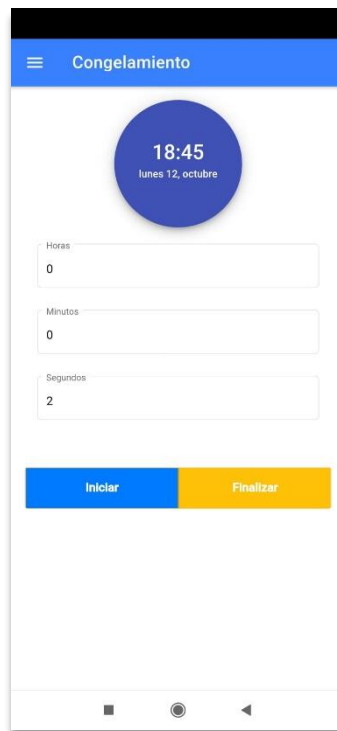 Congelamiento
18:45
lunes 12, octubre
Horas
0
Minutos
0
Segundos
2
Iniciar Finalizar